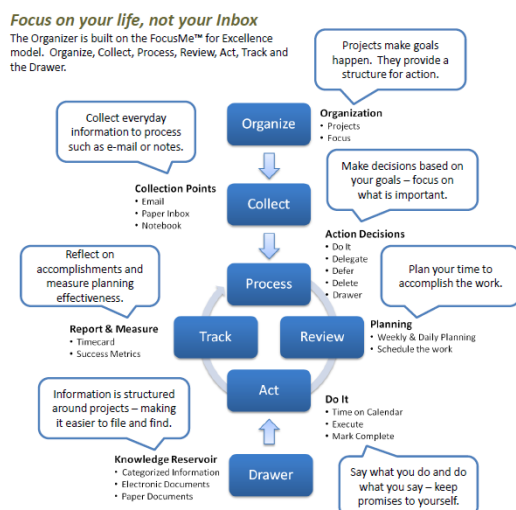 Focus on your life, not your Inbox
The Organizer is built on the FocusMe™ for Excellence
model. Organize, Collect, Process, Review, Act, Track and
the Drawer.
Projects make goals
happen. They provide a
structure for action.
Organize
Organization
• Projects
• Focus
Collect everyday
information to process
such as e-mail or notes.
Make decisions based on
your goals – focus on
what is important.
Collection Points
• Email
• Paper Inbox
• Notebook
Collect
Action Decisions
• Do It
• Delegate
• Defer
• Delete
• Drawer
Reflect on
accomplishments and
measure planning
effectiveness.
Process
Plan your time to
accomplish the work.
Report & Measure
• Timecard
• Success Metrics
Track
Review
Planning
• Weekly & Daily Planning
• Schedule the work
Act
Information is structured
around projects – making
it easier to file and find.
Do It
• Time on Calendar
• Execute
• Mark Complete
Knowledge Reservoir
• Categorized Information
• Electronic Documents
• Paper Documents
Drawer
Say what you do and do
what you say – keep
promises to yourself.